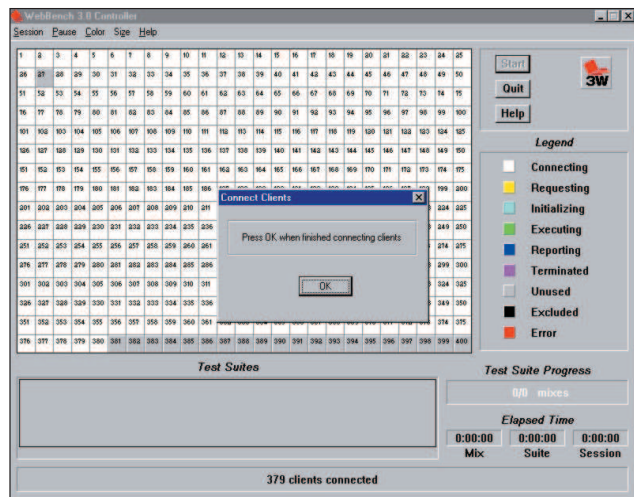 WebBench 3.0 Controller
Session Pause Color Size Help
1 2 3 4 5 6 7 8 9 10 11 12 13 14 15 16 17 18 19 20 21 22 23 24 25
26 27 28 29 30 31 32 33 34 35 36 37 38 39 40 41 42 43 44 45 46 47 48 49 50
51 52 53 54 55 56 57 58 59 60 61 62 63 64 65 66 67 68 69 70 71 72 73 74 75
76 77 78 79 80 81 82 83 84 85 86 87 88 89 90 91 92 93 94 95 96 97 98 99 100
101 102 103 104 105 106 107 108 109 110 111 112 113 114 115 116 117 118 119 120 121 122 123 124 125
126 127 128 129 130 131 132 133 134 135 136 137 138 139 140 141 142 143 144 145 146 147 148 149 150
151 152 153 154 155 156 157 158 159 160 161 162 163 164 165 166 167 168 169 170 171 172 173 174 175
176 177 178 179 180 181 182 183 184 185 186 199 200
201 202 203 204 205 206 207 208 209 210 211 224 225
226 227 228 229 230 231 232 233 234 235 236 249 250
251 252 253 254 255 256 257 258 259 260 261 274 275
276 277 278 279 280 281 282 283 284 285 286 299 300
301 302 303 304 305 306 307 308 309 310 311 324 325
326 327 328 329 330 331 332 333 334 335 336 349 350
351 352 353 354 355 356 357 358 359 360 361 374 375
376 377 378 379 380 381 382 383 384 385 386 387 388 389 390 391 392 393 394 395 396 397 398 399 400
Connect Clients
Press OK when finished connecting clients
OK
Start
Quit
Help
3W
Legend
Connecting
Requesting
Initializing
Executing
Reporting
Terminated
Unused
Excluded
Error
Test Suites
Test Suite Progress
0/0 mixes
Elapsed Time
0:00:00 0:00:00 0:00:00
Mix Suite Session
379 clients connected